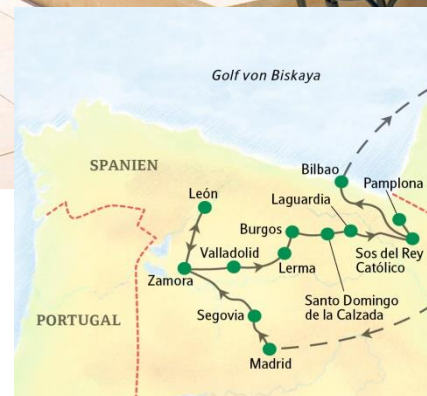 Golf von Biskaya
SPANIEN
Bilbao
Pamplona
León
Laguardia
Burgos
Valladolid
Sos del Rey
Católico
Lerma
Zamora
Santo Domingo
de la Calzada
Segovia
PORTUGAL
Madrid